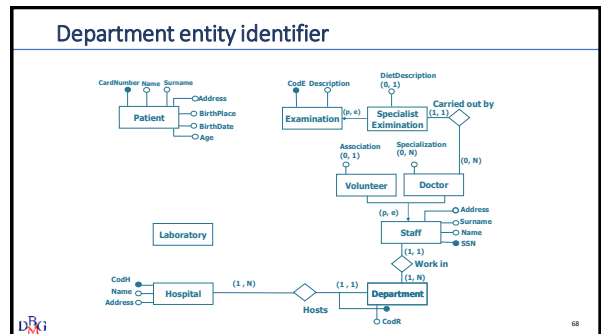 Department entity identifier
DietDescription
(0, 1)
CardNumber Name Surname
CodE Description
Address
Carried out by
Patient
BirthPlace
BirthDate
Age
Examination
(p, e)
Specialist
Eximination
(1, 1)
Association
(0, 1)
Specialization
(0, N)
(0, N)
Volunteer
Doctor
(p, e)
Address
Surname
Name
SSN
Laboratory
Staff
(1, 1)
Work in
(1, N)
CodH
Name
Address
Hospital
(1 , N)
(1 , 1)
Department
Hosts
CodR
DBMG
68